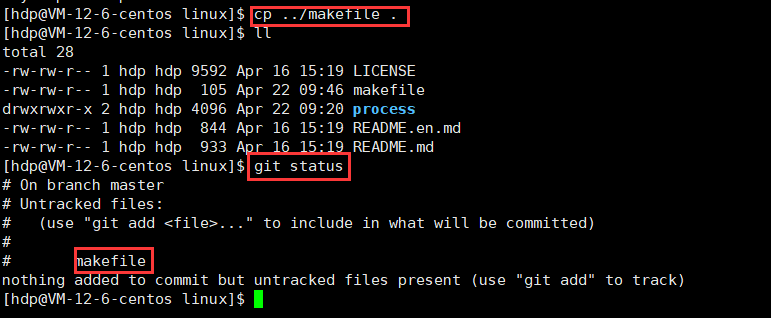 [hdp@VM-12-6-centos linux]$ cp ../makefile .
[hdp@VM-12-6-centos linux]$ ll
total 28
-rw-rw-r-- 1 hdp hdp 9592 Apr 16 15:19 LICENSE
-rw-rw-r-- 1 hdp hdp  105 Apr 22 09:46 makefile
drwxrwxr-x 2 hdp hdp 4096 Apr 22 09:20 process
-rw-rw-r-- 1 hdp hdp  844 Apr 16 15:19 README.en.md
-rw-rw-r-- 1 hdp hdp  933 Apr 16 15:19 README.md
[hdp@VM-12-6-centos linux]$ git status
# On branch master
# Untracked files:
#   (use "git add <file>..." to include in what will be committed)
#
#       makefile
nothing added to commit but untracked files present (use "git add" to track)
[hdp@VM-12-6-centos linux]$